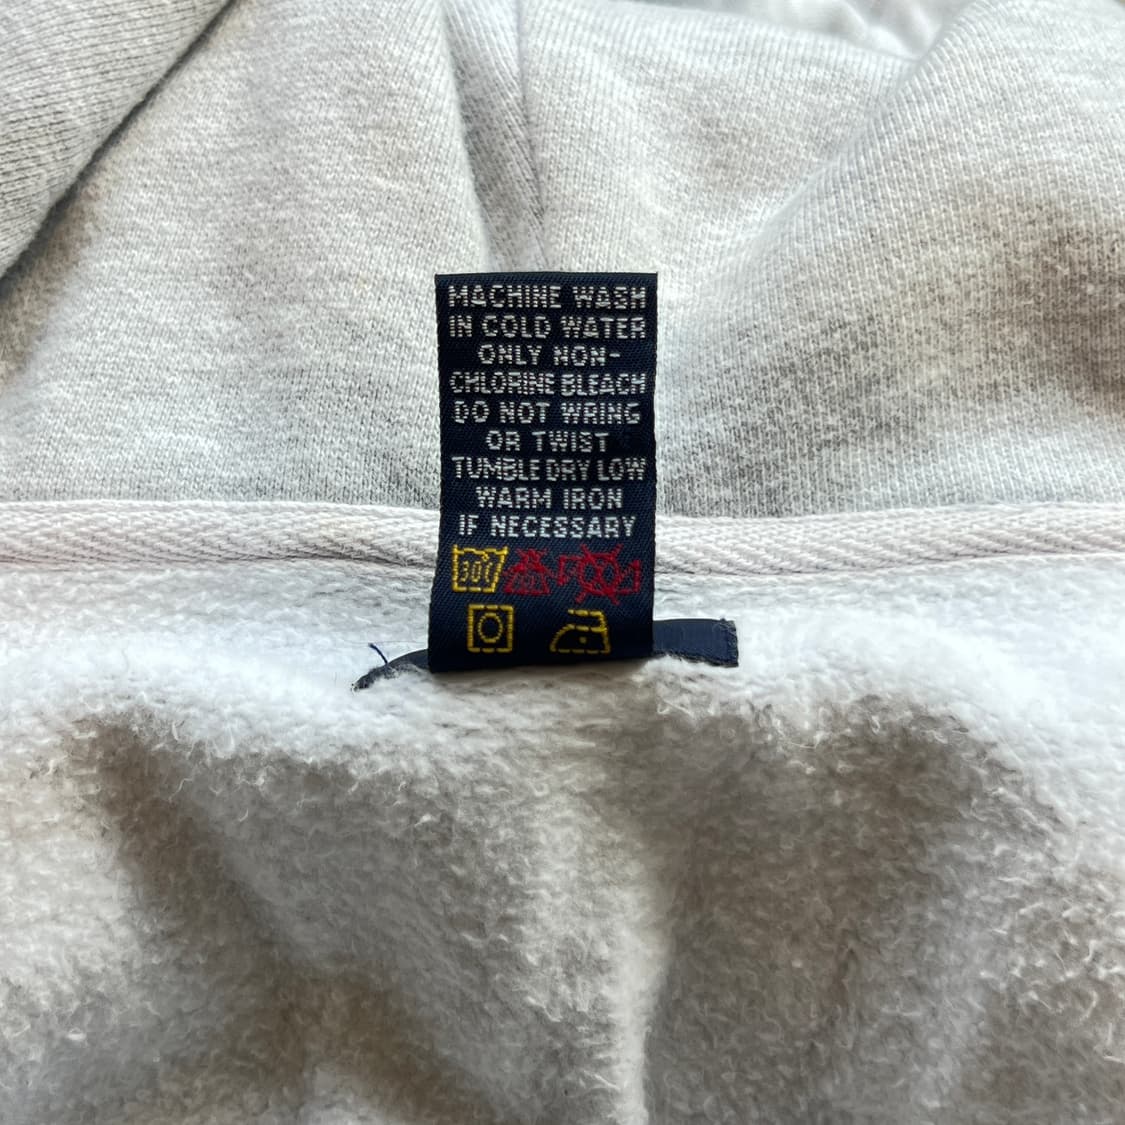 MACHINE WASH
IN COLD WATER
ONLY NON-
CHLORINE BLEACH
DO NOT WRING
OR TWIST
TUMBLE DRY LOW
WARM IRON
IF NECESSARY
30C